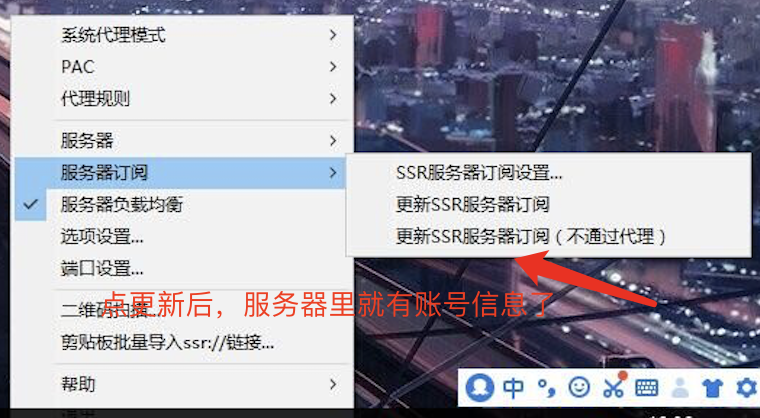 系统代理模式
PAC
代理规则
服务器
服务器订阅
SSR服务器订阅设置...
服务器负载均衡
更新SSR服务器订阅
选项设置...
更新SSR服务器订阅（不通过代理）
端口设置...
点更新后，服务器里就有账号信息了
二维码扫描...
剪贴板批量导入ssr://链接...
帮助
中